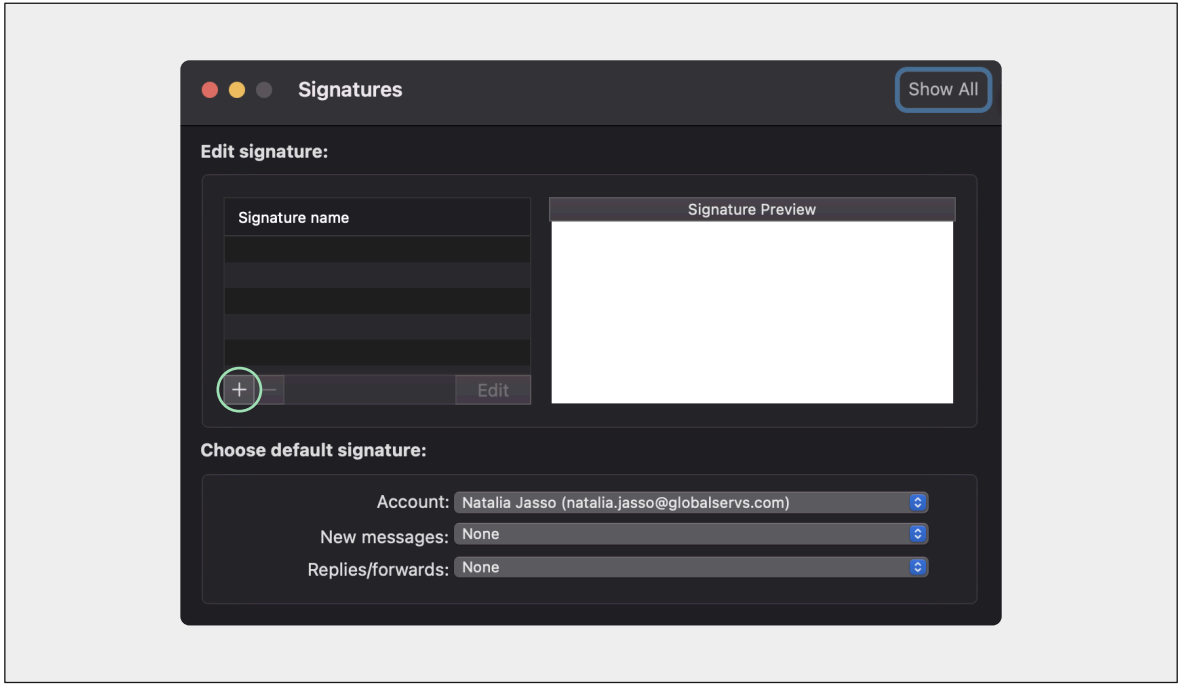 Signatures
Show All
Edit signature:
Signature name
Signature Preview
Edit
Choose default signature:
Account: Natalia Jasso (natalia.jasso@globalservs.com)
New messages: None
Replies/forwards: None